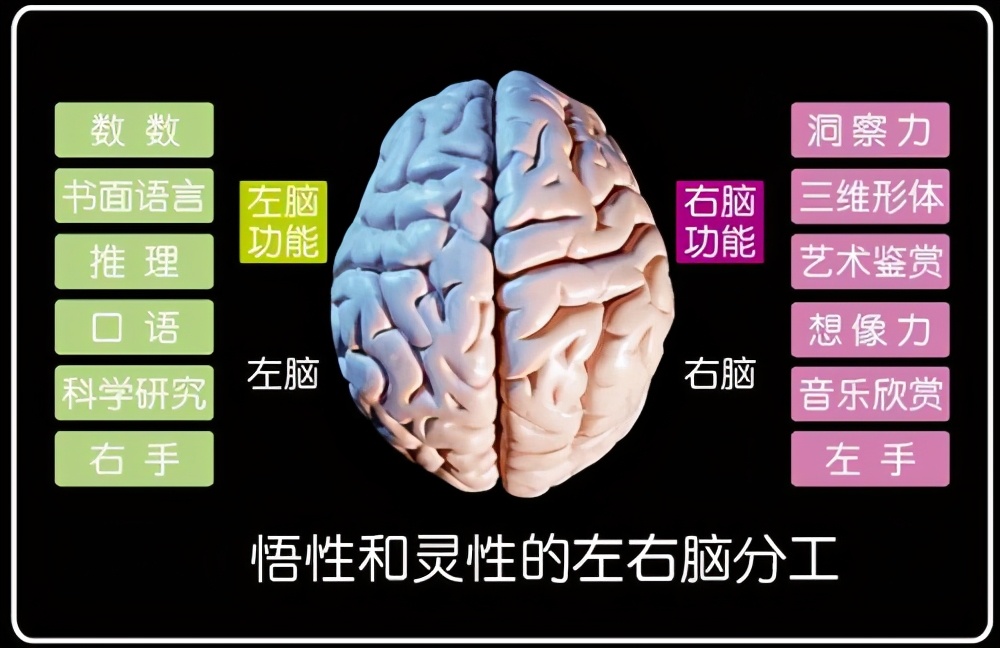 数 数
书面语言
推 理
口 语
科学研究
右 手
左脑
功能
左脑
右脑
功能
右脑
洞察力
三维形体
艺术鉴赏
想像力
音乐欣赏
左 手
悟性和灵性的左右脑分工